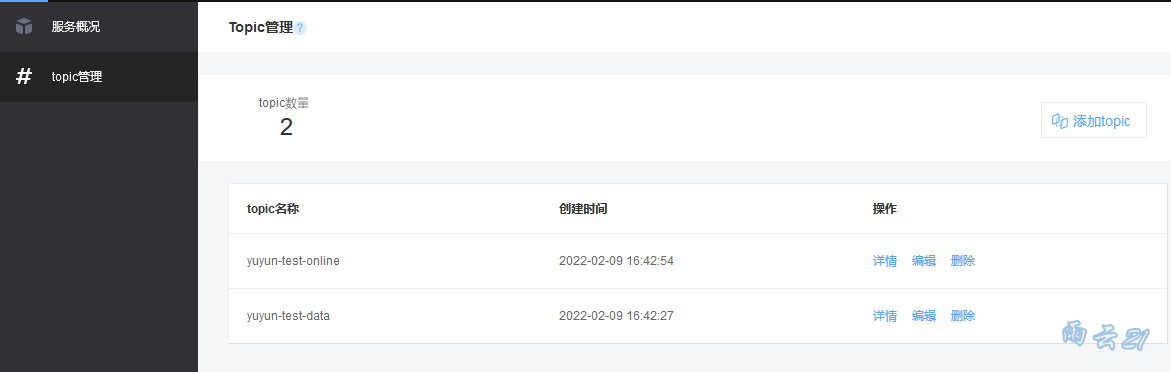 服务概况
topic管理
Topic管理?
topic数量
2
添加topic
topic名称 创建时间 操作
yuyun-test-online 2022-02-09 16:42:54 详情 编辑 删除
yuyun-test-data 2022-02-09 16:42:27 详情 编辑 删除
雨云21